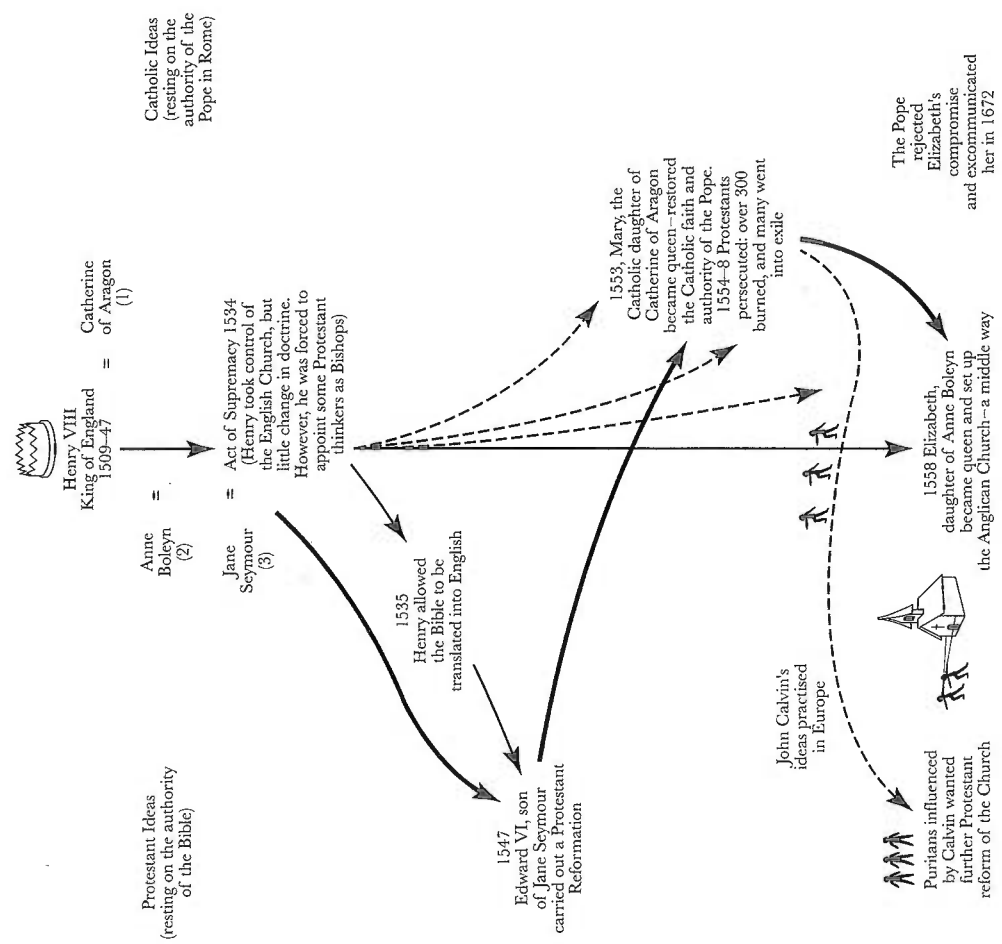 Henry VIII
King of England
1509–47
=
Catherine
of Aragon
(1)
Anne
Boleyn
(2)
=
Jane
Seymour
(3)
=
Protestant Ideas
(resting on the authority
of the Bible)
Catholic Ideas
(resting on the
authority of the
Pope in Rome)
Act of Supremacy 1534
(Henry took control of
the English Church, but
little change in doctrine.
However, he was forced to
appoint some Protestant
thinkers as Bishops)
1535
Henry allowed
the Bible to be
translated into English
1547
Edward VI, son
of Jane Seymour
carried out a Protestant
Reformation
1553, Mary, the
Catholic daughter of
Catherine of Aragon
became queen–restored
the Catholic faith and
authority of the Pope.
1554–8 Protestants
persecuted: over 300
burned, and many went
into exile
John Calvin's
ideas practised
in Europe
Puritans influenced
by Calvin wanted
further Protestant
reform of the Church
1558 Elizabeth,
daughter of Anne Boleyn
became queen and set up
the Anglican Church–a middle way
The Pope
rejected
Elizabeth's
compromise
and excommunicated
her in 1672